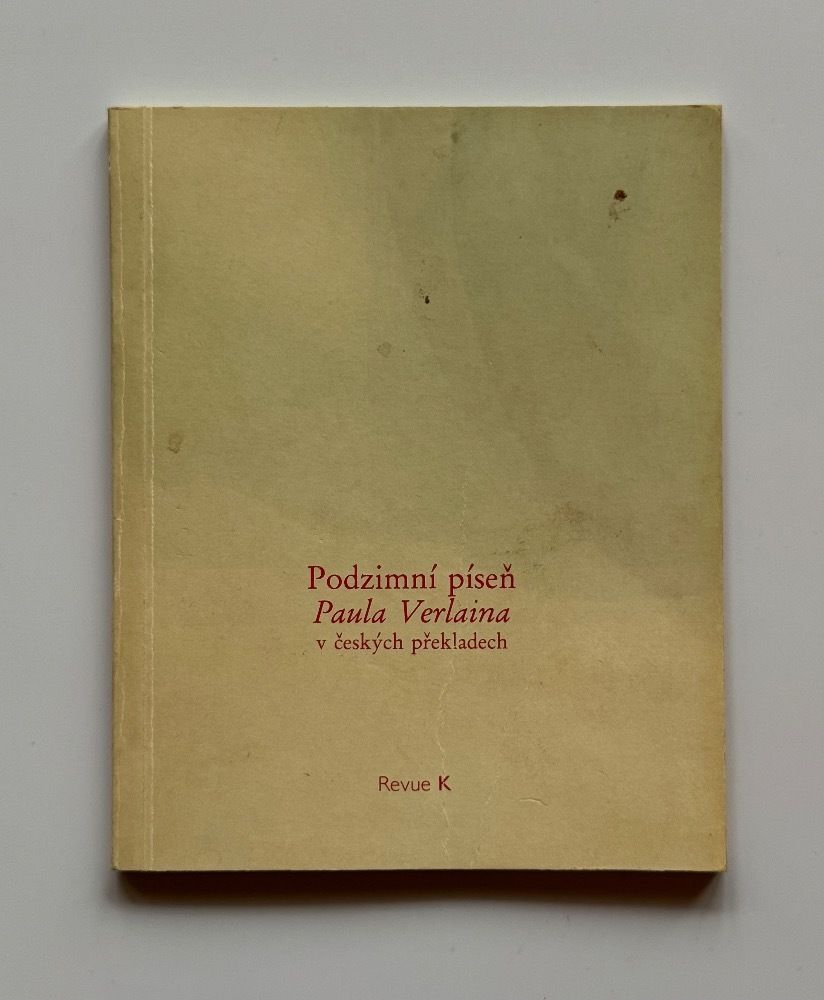 Podzimní píseň
Paula Verlaina
v českých překladech
Revue K